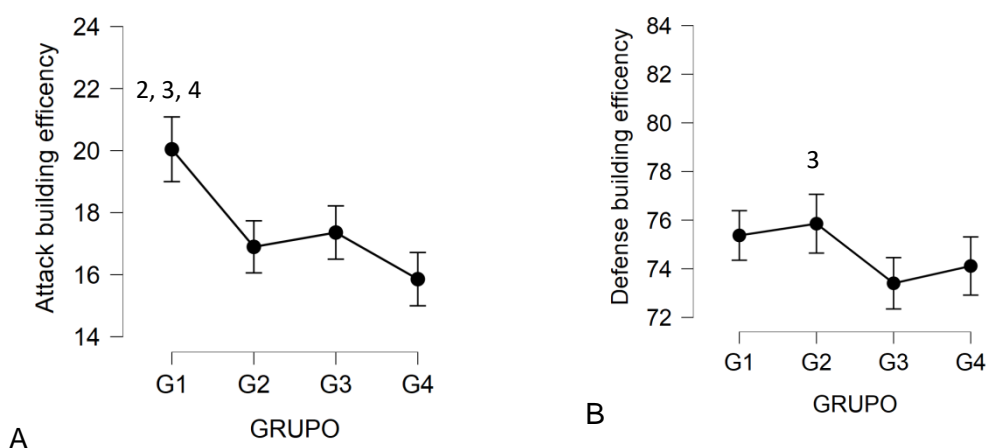 24
22
20
18
16
14
Attack building efficency
2, 3, 4
G1 G2 G3 G4
GRUPO
A
84
82
80
78
76
74
72
Defense building efficency
3
G1 G2 G3 G4
GRUPO
B